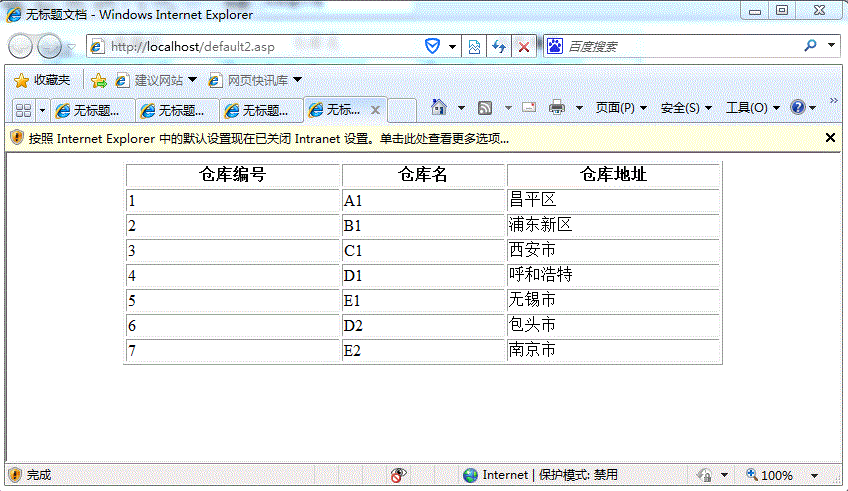 无标题文档 - Windows Internet Explorer
http://localhost/default2.asp 百度搜索
收藏夹 建议网站 网页快讯库
无标题... 无标题... 无标题... 无标... 页面(P) 安全(S) 工具(O)
按照 Internet Explorer 中的默认设置现在已关闭 Intranet 设置。单击此处查看更多选项...
仓库编号 仓库名 仓库地址
1 A1 昌平区
2 B1 浦东新区
3 C1 西安市
4 D1 呼和浩特
5 E1 无锡市
6 D2 包头市
7 E2 南京市
完成 Internet | 保护模式: 禁用 100%